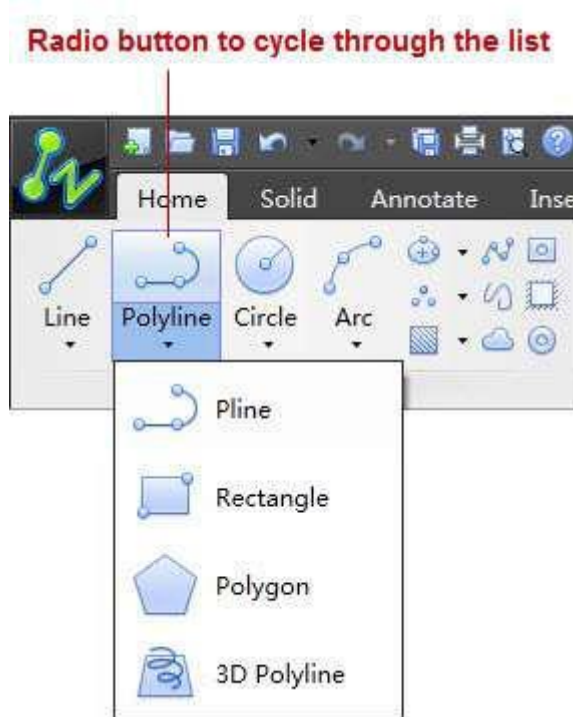 Radio button to cycle through the list
Home Solid Annotate Inse
Line Polyline Circle Arc
Pline
Rectangle
Polygon
3D Polyline